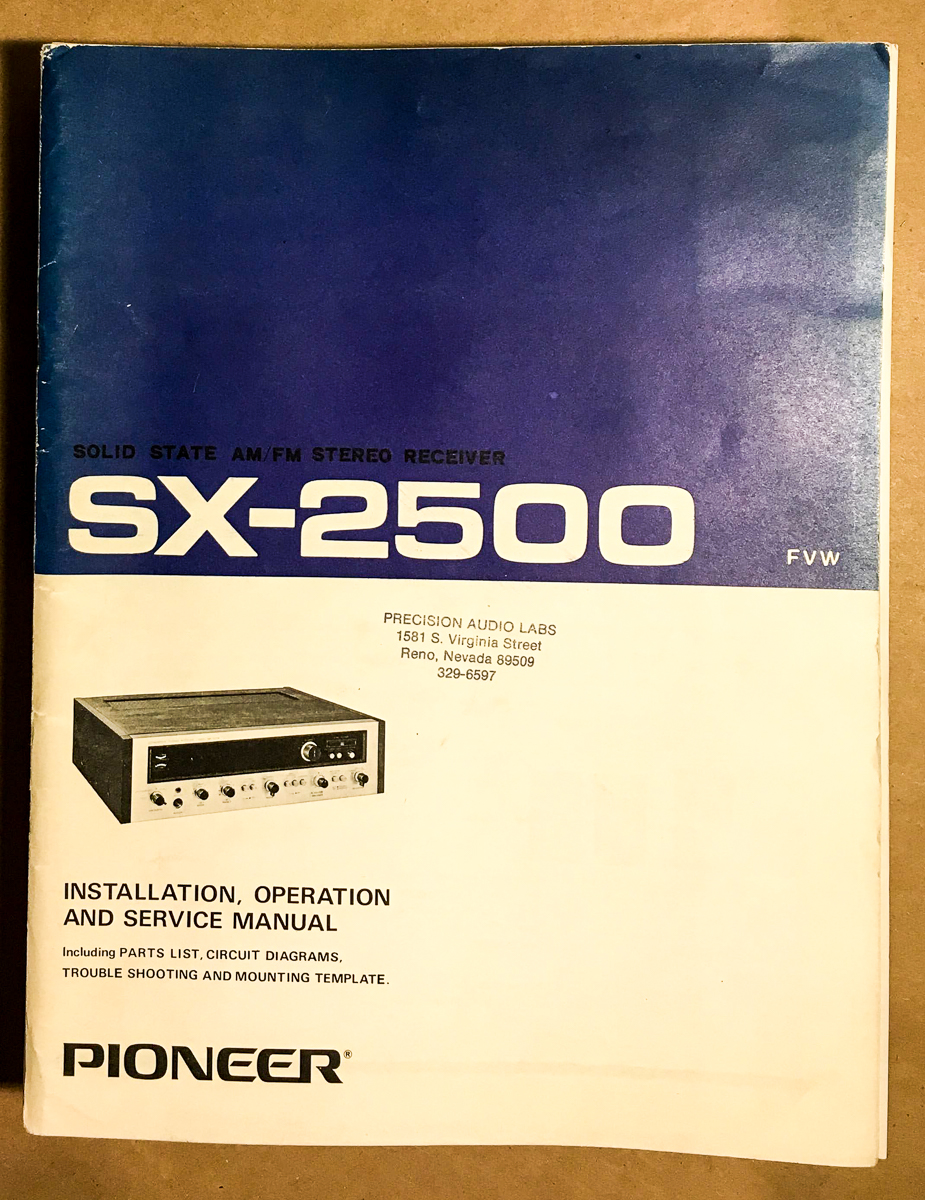 SOLID STATE AM/FM STEREO RECEIVER
SX-2500
FVW
PRECISION AUDIO LABS
1581 S. Virginia Street
Reno, Nevada 89509
329-6597
INSTALLATION, OPERATION
AND SERVICE MANUAL
Including PARTS LIST, CIRCUIT DIAGRAMS,
TROUBLE SHOOTING AND MOUNTING TEMPLATE.
PIONEER®